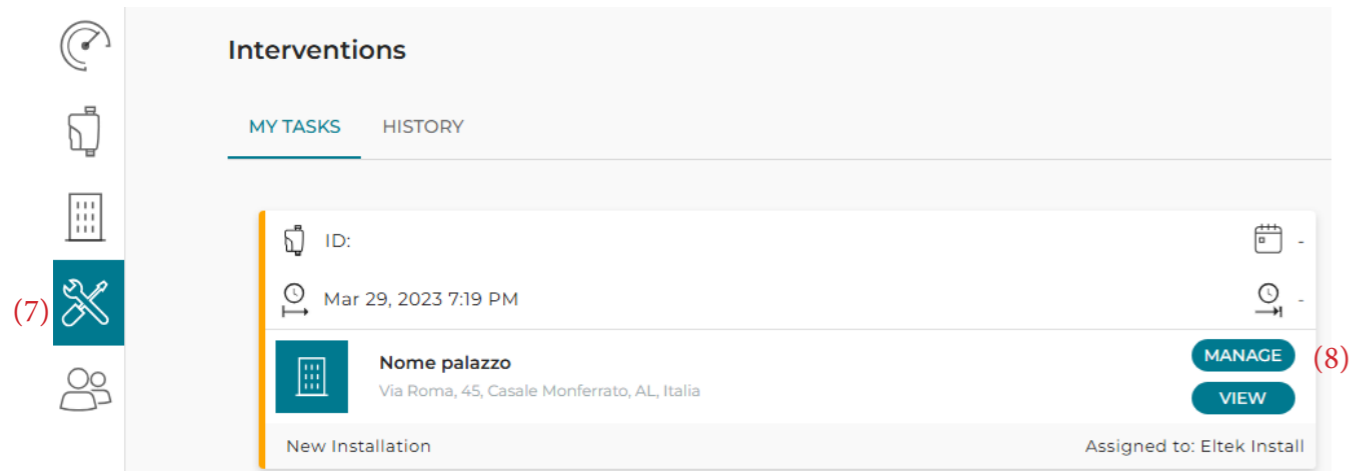 Interventions
MY TASKS HISTORY
ID: -
(7) Mar 29, 2023 7:19 PM -
Nome palazzo MANAGE (8)
Via Roma, 45, Casale Monferrato, AL, Italia VIEW
New Installation Assigned to: Eltek Install